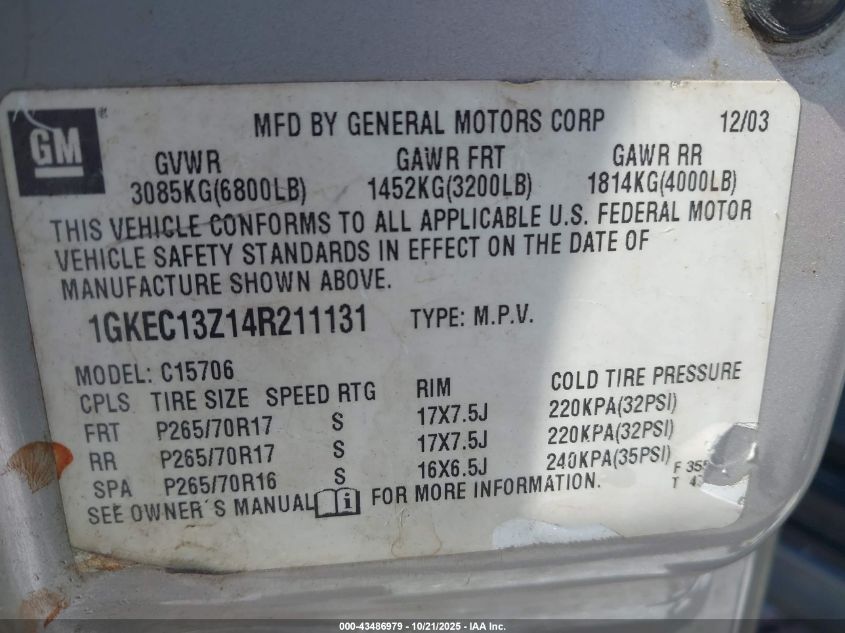 GM
®
MFD BY GENERAL MOTORS CORP 12/03
GVWR GAWR FRT GAWR RR
3085KG(6800LB) 1452KG(3200LB) 1814KG(4000LB)
THIS VEHICLE CONFORMS TO ALL APPLICABLE U.S. FEDERAL MOTOR
VEHICLE SAFETY STANDARDS IN EFFECT ON THE DATE OF
MANUFACTURE SHOWN ABOVE.
1GKEC13Z14R211131 TYPE: M.P.V.
MODEL: C15706
CPLS TIRE SIZE SPEED RTG RIM COLD TIRE PRESSURE
FRT P265/70R17 S 17X7.5J 220KPA(32PSI)
RR P265/70R17 S 17X7.5J 220KPA(32PSI)
SPA P265/70R16 S 16X6.5J 240KPA(35PSI)
SEE OWNER'S MANUAL i FOR MORE INFORMATION.
F
T
000-43486979 - 10/21/2025 - IAA Inc.